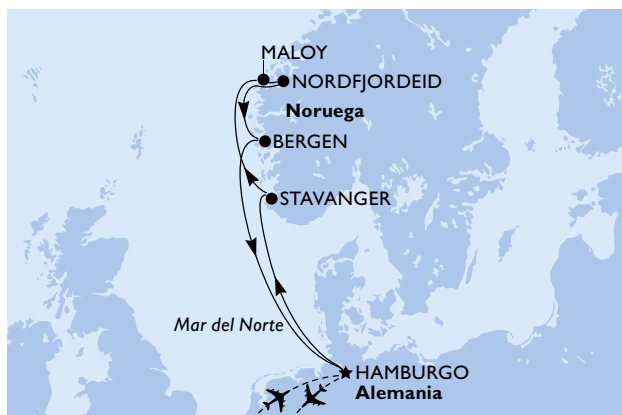 MALOY
NORDFJORDEID
Noruega
BERGEN
STAVANGER
Mar del Norte
HAMBURGO
Alemania